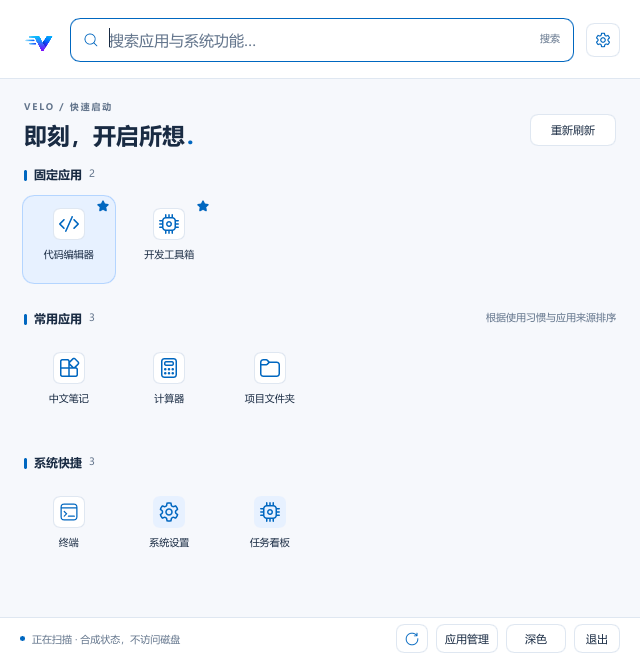 搜索应用与系统功能...
搜索
VELO / 快速启动
即刻，开启所想.
重新刷新
固定应用 2
代码编辑器
开发工具箱
常用应用 3
根据使用习惯与应用来源排序
中文笔记
计算器
项目文件夹
系统快捷 3
终端
系统设置
任务看板
正在扫描 · 合成状态，不访问磁盘
应用管理
深色
退出